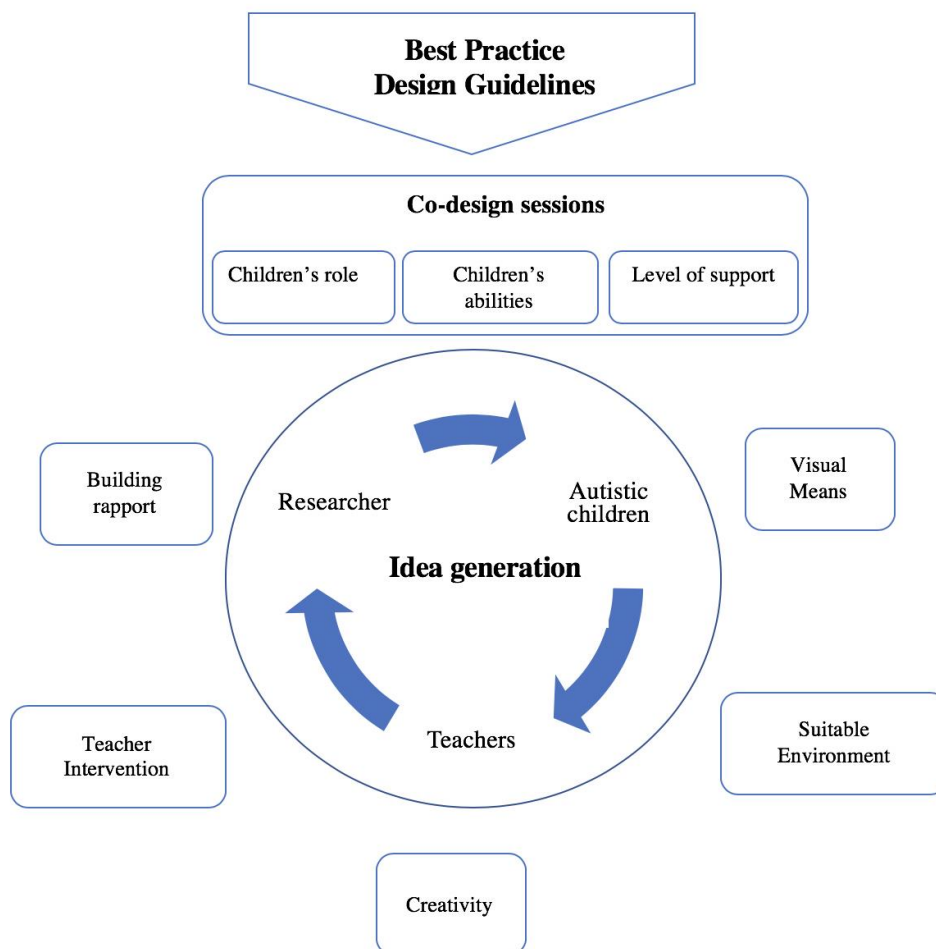 Best Practice
Design Guidelines
Co-design sessions
Children’s role
Children’s
abilities
Level of support
Building
rapport
Visual
Means
Researcher
Autistic
children
Idea generation
Teachers
Teacher
Intervention
Suitable
Environment
Creativity